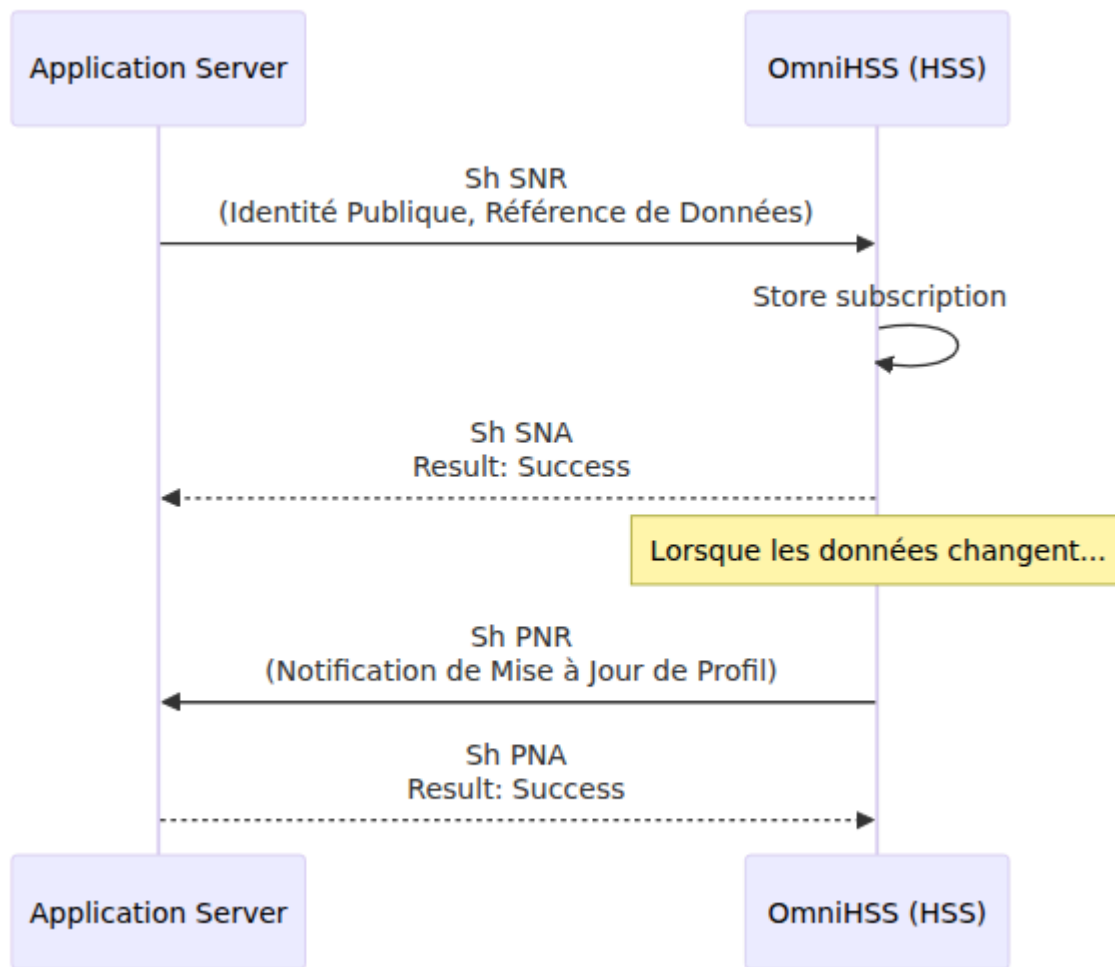 Application Server
OmniHSS (HSS)
Sh SNR
(Identité Publique, Référence de Données)
Store subscription
Sh SNA
Result: Success
Lorsque les données changent...
Sh PNR
(Notification de Mise à Jour de Profil)
Sh PNA
Result: Success
Application Server
OmniHSS (HSS)